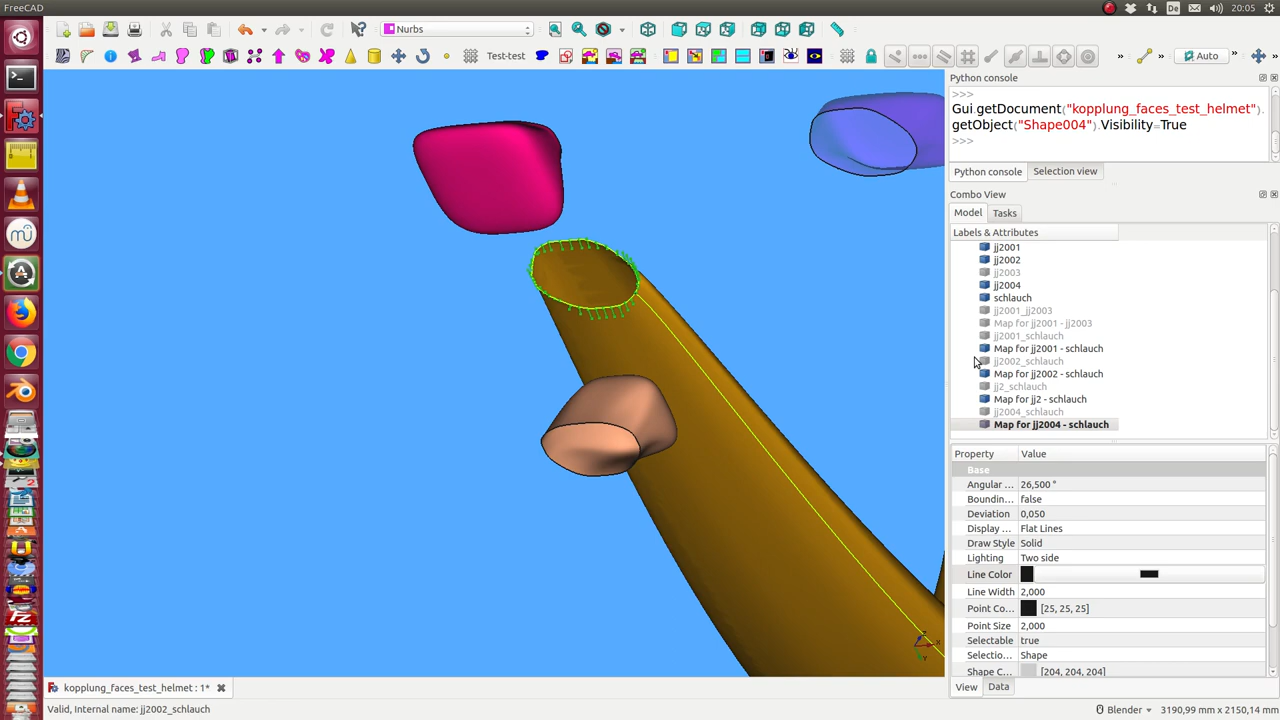 FreeCAD
De
20:05
Nurbs
Test-test
Auto
Python console
>>>
Gui.getDocument("kopplung_faces_test_helmet").
getObject("Shape004").Visibility=True
>>>
Python console
Selection view
Combo View
Model
Tasks
Labels & Attributes
jj2001
jj2002
jj2003
jj2004
schlauch
jj2001_jj2003
Map for jj2001 - jj2003
jj2001_schlauch
Map for jj2001 - schlauch
jj2002_schlauch
Map for jj2002 - schlauch
jj2_schlauch
Map for jj2 - schlauch
jj2004_schlauch
Map for jj2004 - schlauch
Property Value
Base
Angular ... 26,500 °
Boundin... false
Deviation 0,050
Display ... Flat Lines
Draw Style Solid
Lighting Two side
Line Color
Line Width 2,000
Point Co... [25, 25, 25]
Point Size 2,000
Selectable true
Selectio... Shape
Shape C... [204, 204, 204]
View
Data
kopplung_faces_test_helmet : 1*
Valid, Internal name: jj2002_schlauch
Blender
3190,99 mm x 2150,14 mm